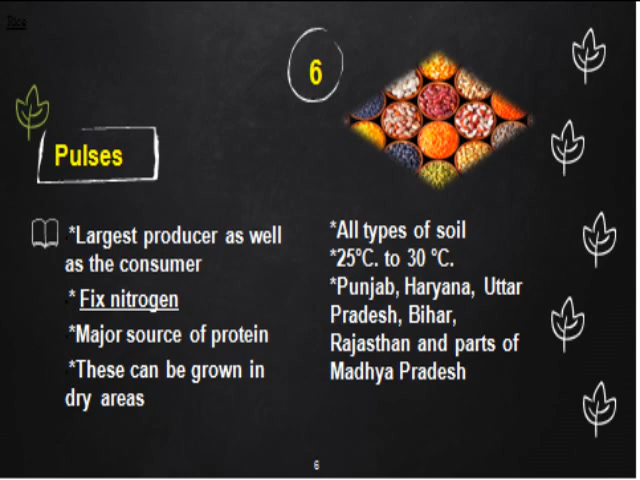 6
Pulses
*Largest producer as well
as the consumer
* Fix nitrogen
*Major source of protein
*These can be grown in
dry areas
*All types of soil
*25°C. to 30 °C.
*Punjab, Haryana, Uttar
Pradesh, Bihar,
Rajasthan and parts of
Madhya Pradesh
6